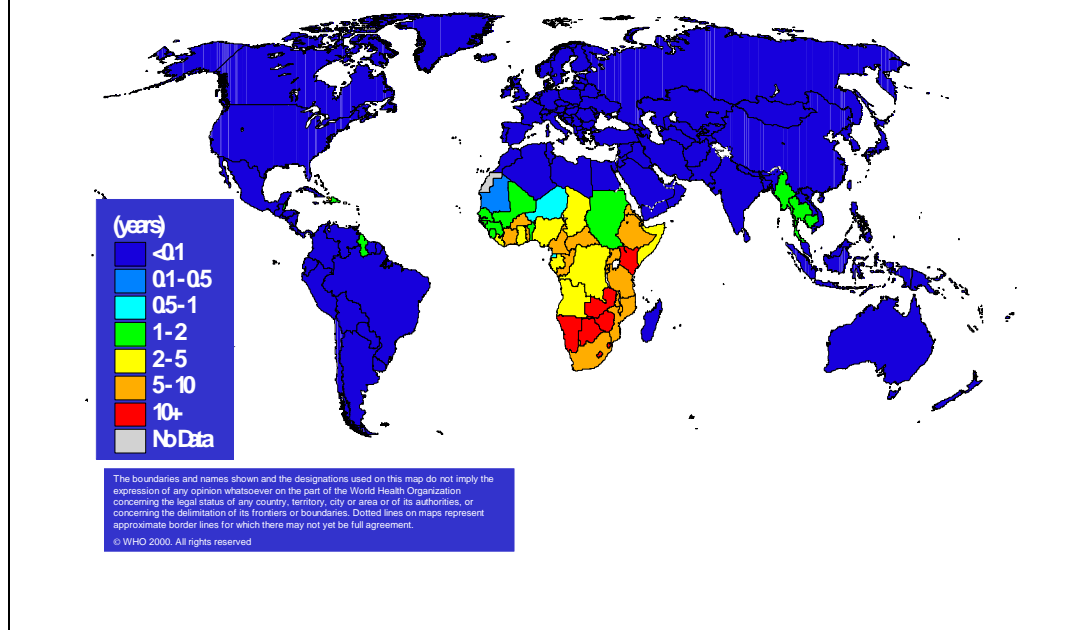 (years)
<0.1
0.1-0.5
0.5-1
1-2
2-5
5-10
10+
No Data
The boundaries and names shown and the designations used on this map do not imply the
expression of any opinion whatsoever on the part of the World Health Organization
concerning the legal status of any country, territory, city or area or of its authorities, or
concerning the delimitation of its frontiers or boundaries. Dotted lines on maps represent
approximate border lines for which there may not yet be full agreement.
© WHO 2000. All rights reserved